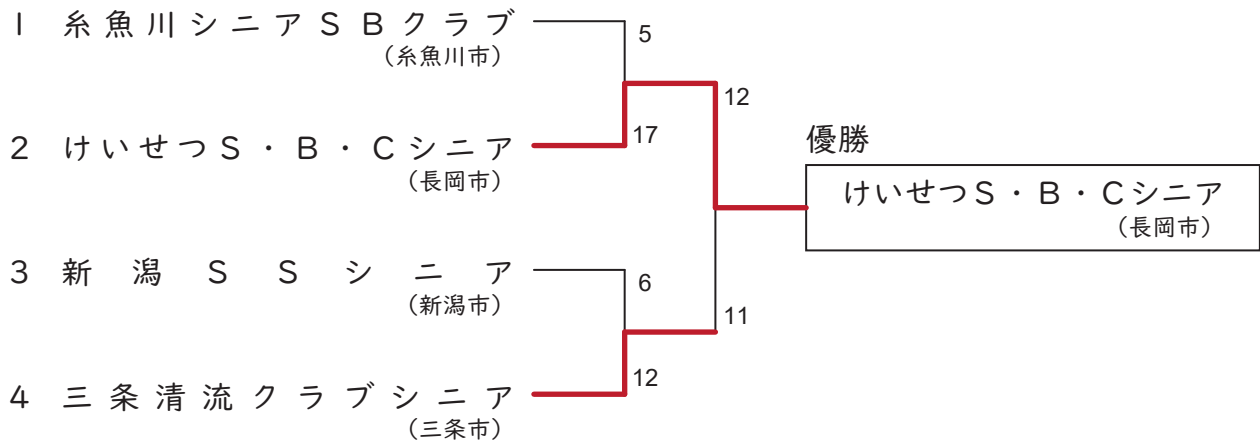 1 糸魚川シニアSBクラブ
(糸魚川市)
5
12
2 けいせつS・B・Cシニア
(長岡市)
17
優勝
けいせつS・B・Cシニア
(長岡市)
3 新潟SSシニア
(新潟市)
6
11
4 三条清流クラブシニア
(三条市)
12